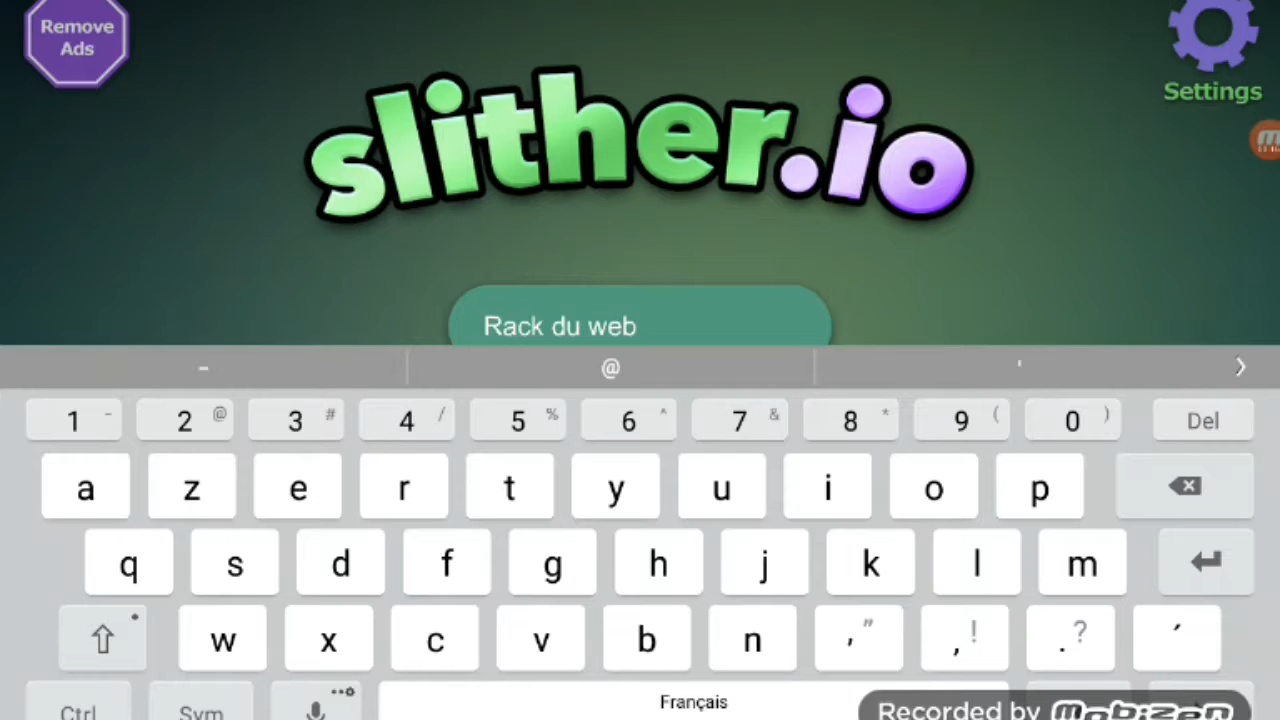 Remove
Ads
slither.io
Settings
Rack du web
- @ '
1 - 2 @ 3 # 4 / 5 % 6 ^ 7 & 8 * 9 ( 0 ) Del
a z e r t y u i o p
q s d f g h j k l m
w x c v b n ' " , ! . ? ´
Ctrl Sym Français
Recorded by mobizen